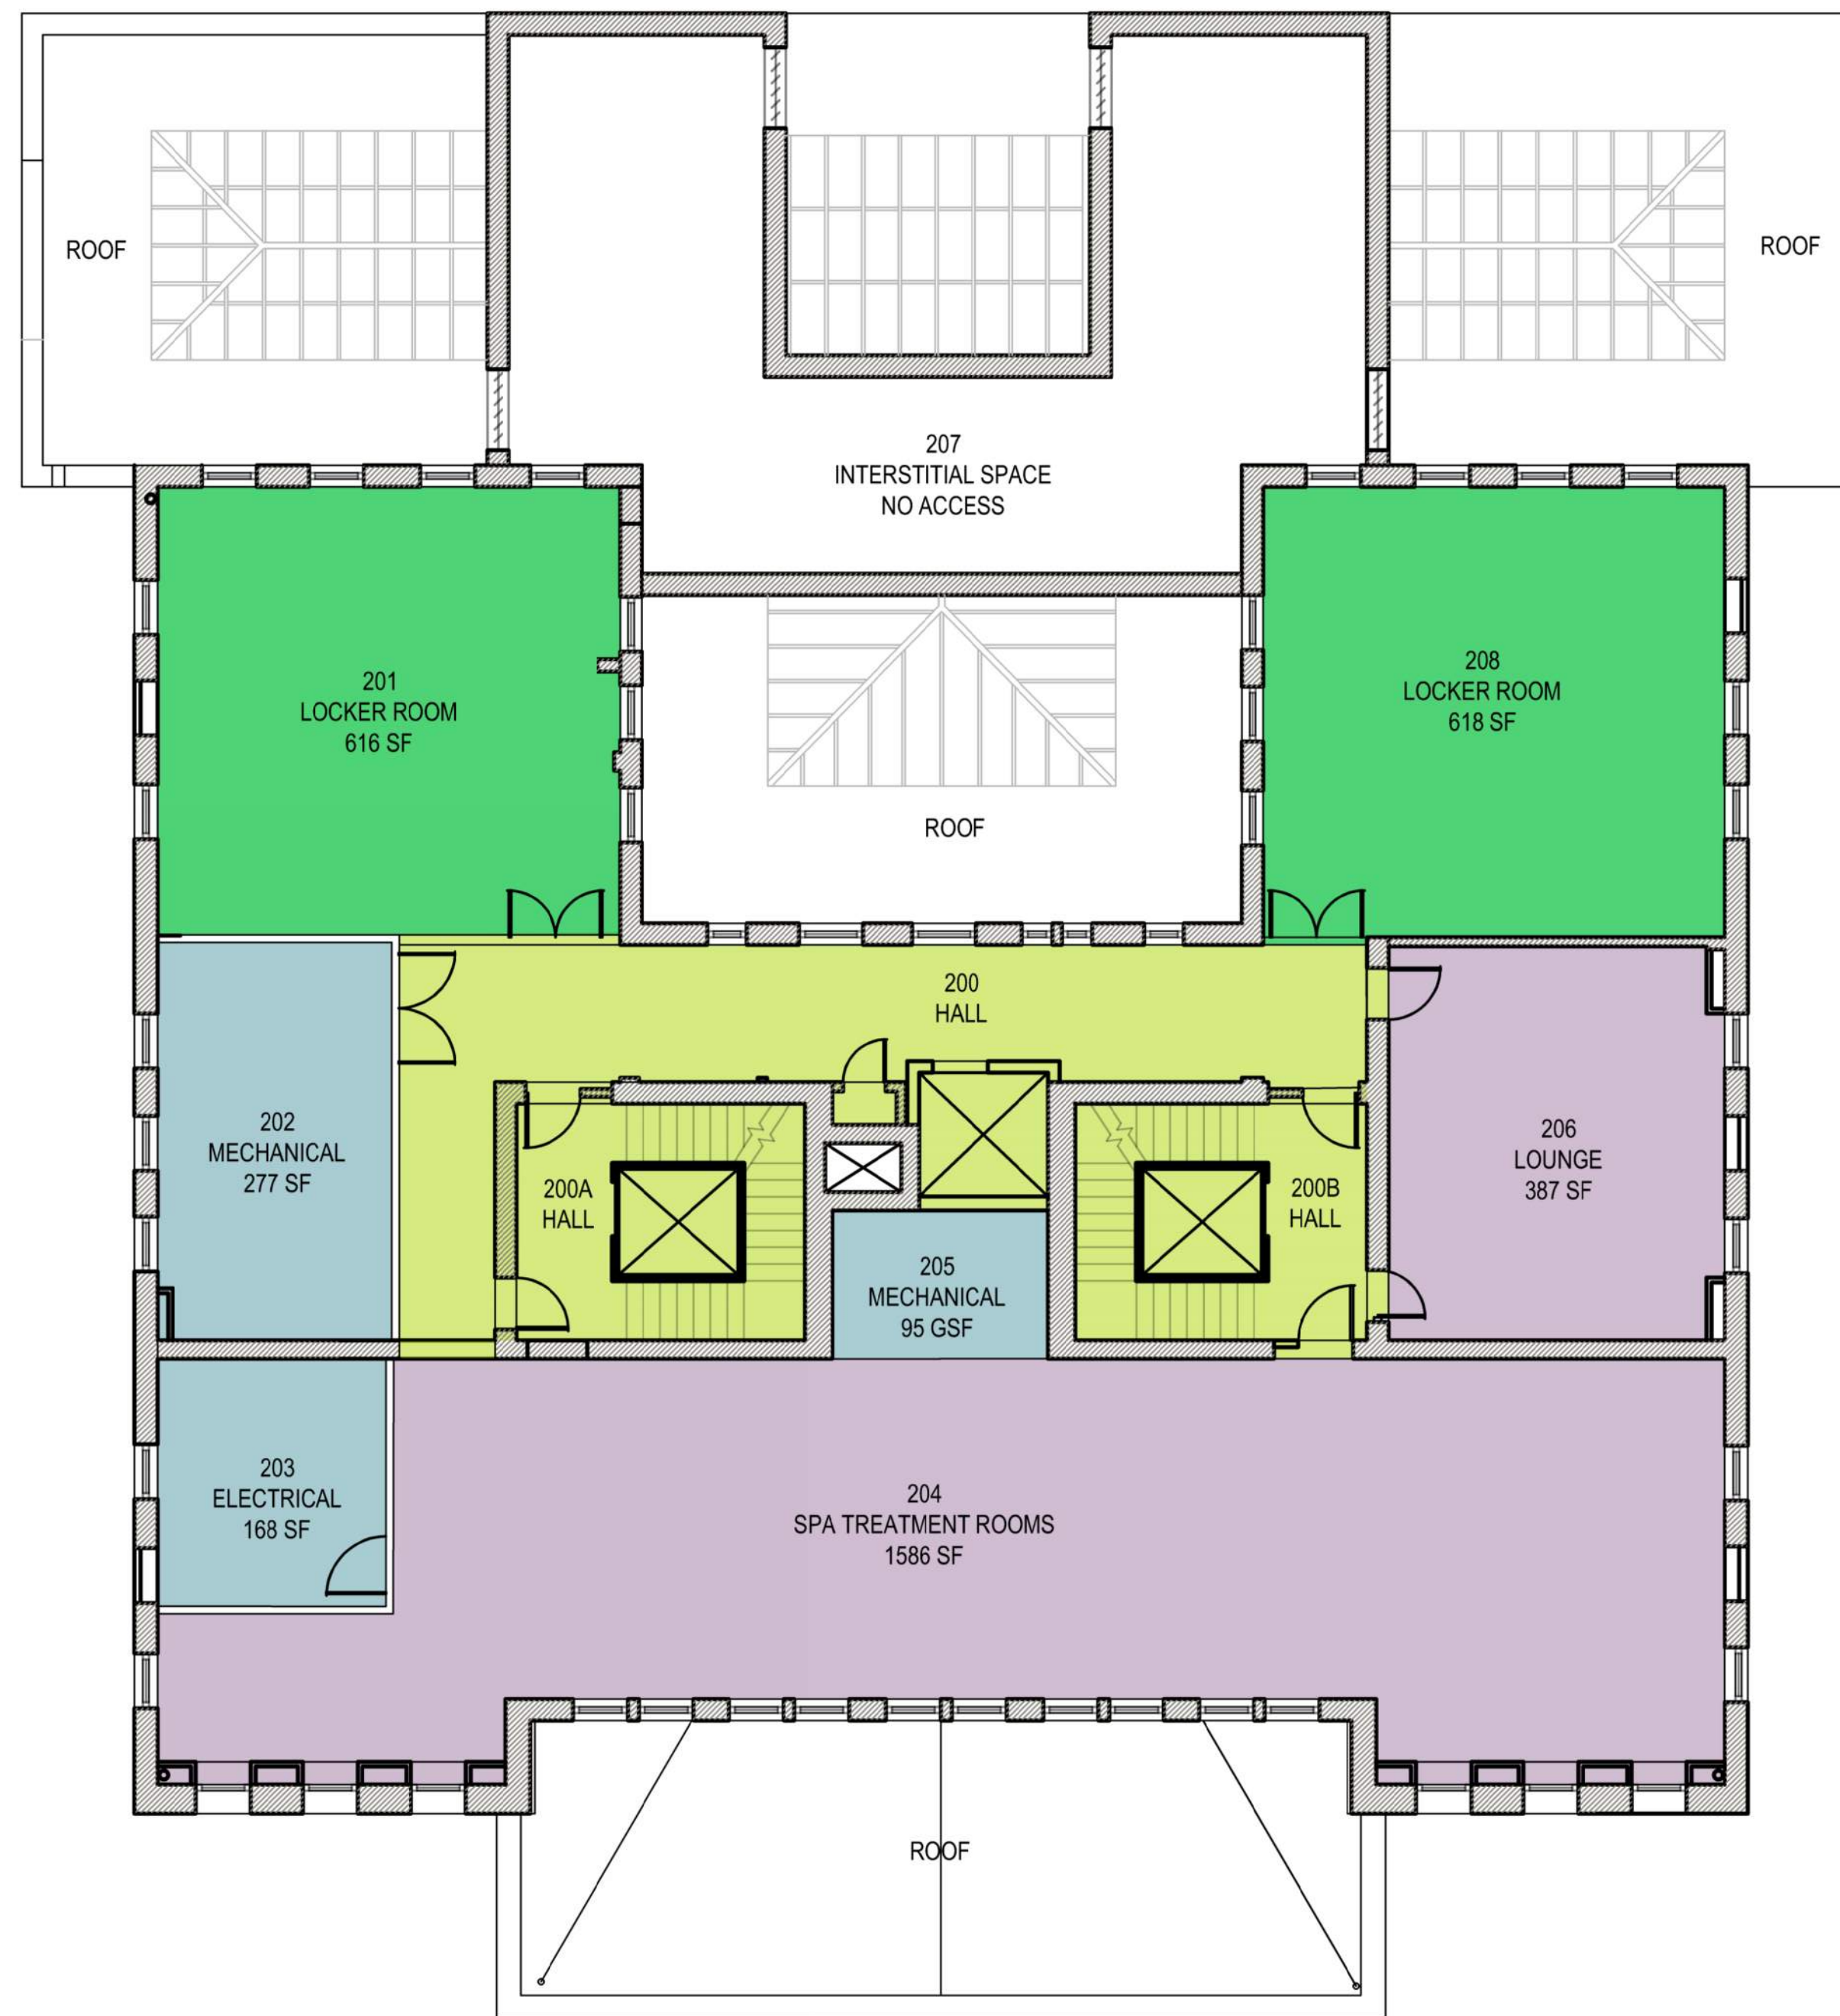 ROOF
ROOF
207
INTERSTITIAL SPACE
NO ACCESS
201
LOCKER ROOM
616 SF
208
LOCKER ROOM
618 SF
ROOF
200
HALL
202
MECHANICAL
277 SF
200A
HALL
200B
HALL
206
LOUNGE
387 SF
205
MECHANICAL
95 GSF
203
ELECTRICAL
168 SF
204
SPA TREATMENT ROOMS
1586 SF
ROOF